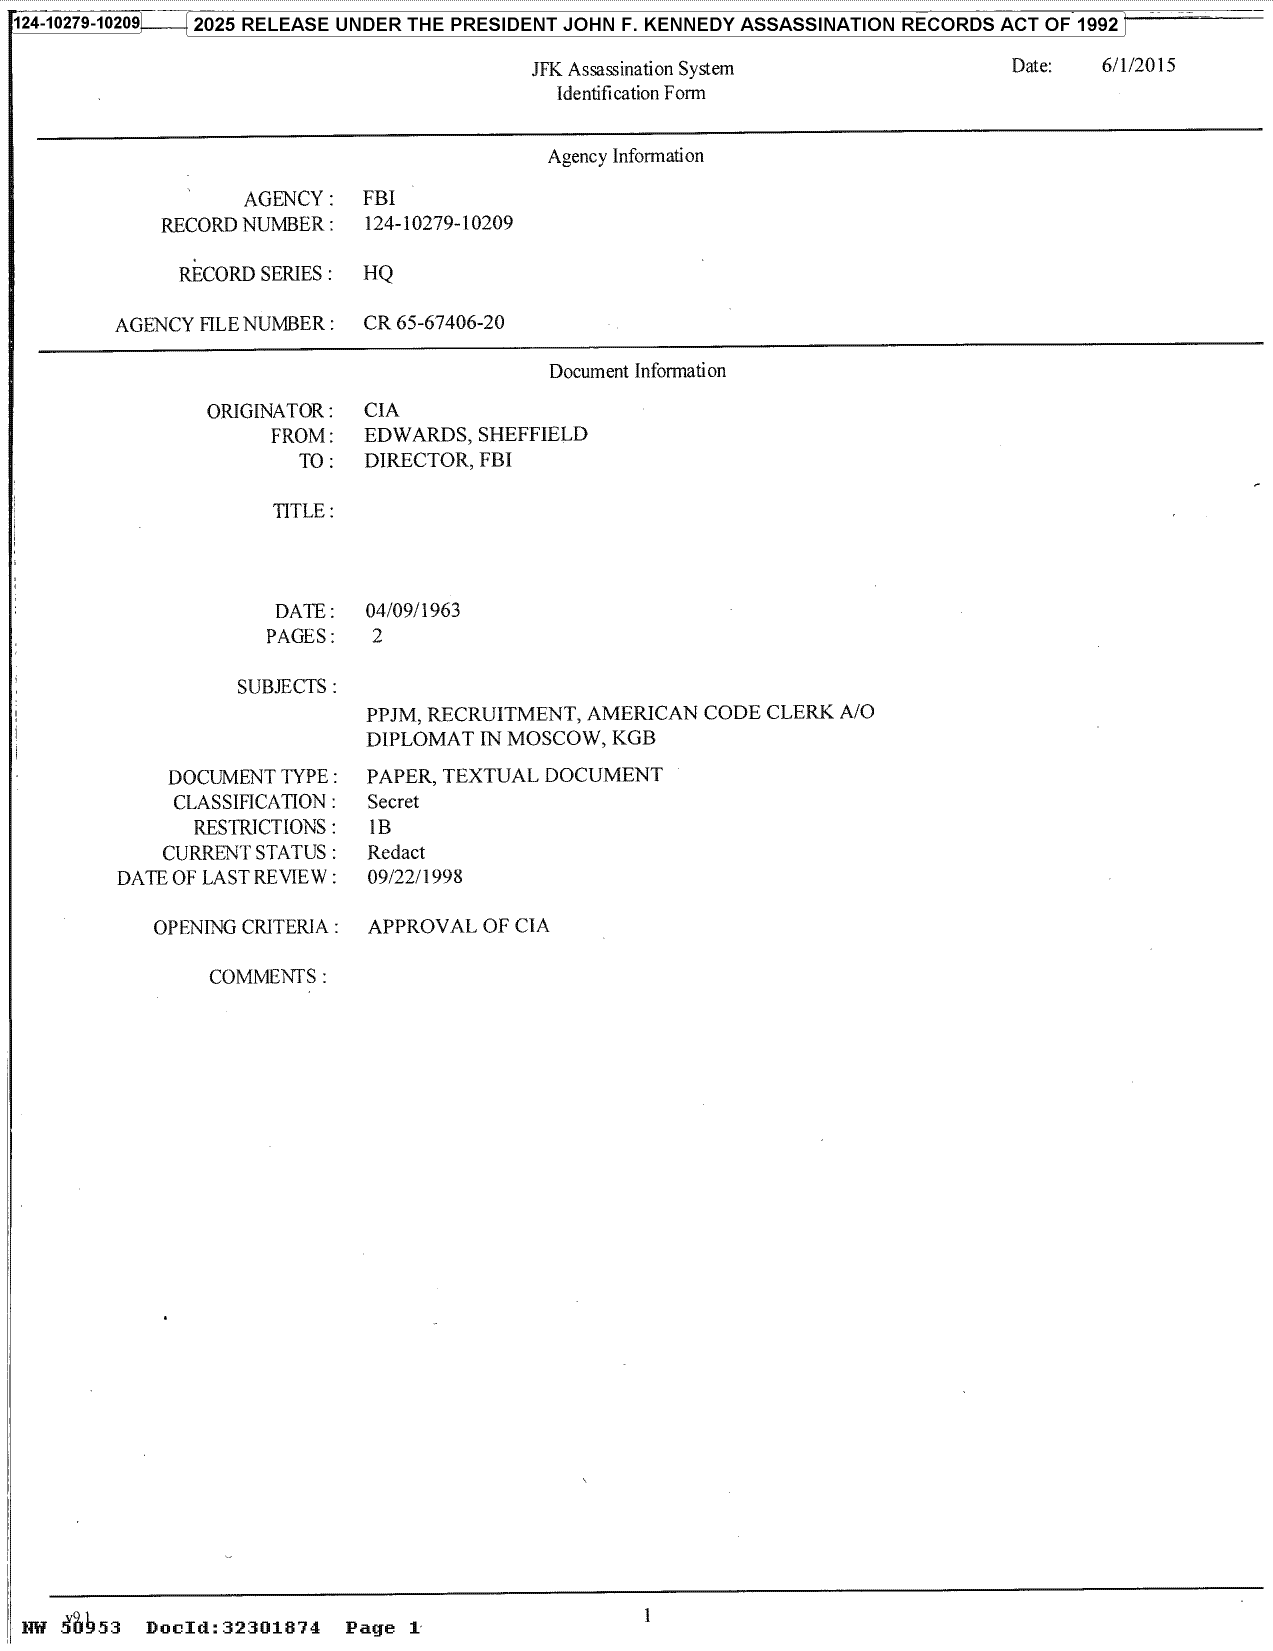 124-10279-10209 2025 RELEASE UNDER THE PRESIDENT JOHN F. KENNEDY ASSASSINATION RECORDS ACT OF 1992
JFK Assassination System Date: 6/1/2015
Identification Form
Agency Information
AGENCY : FBI
RECORD NUMBER : 124-10279-10209
RECORD SERIES : HQ
AGENCY FILE NUMBER : CR 65-67406-20
Document Information
ORIGINATOR : CIA
FROM : EDWARDS, SHEFFIELD
TO : DIRECTOR, FBI
TITLE :
DATE : 04/09/1963
PAGES : 2
SUBJECTS :
PPJM, RECRUITMENT, AMERICAN CODE CLERK A/O
DIPLOMAT IN MOSCOW, KGB
DOCUMENT TYPE : PAPER, TEXTUAL DOCUMENT
CLASSIFICATION : Secret
RESTRICTIONS : 1B
CURRENT STATUS : Redact
DATE OF LAST REVIEW : 09/22/1998
OPENING CRITERIA : APPROVAL OF CIA
COMMENTS :
v9.1 1
NW 50953 DocId:32301874 Page 1